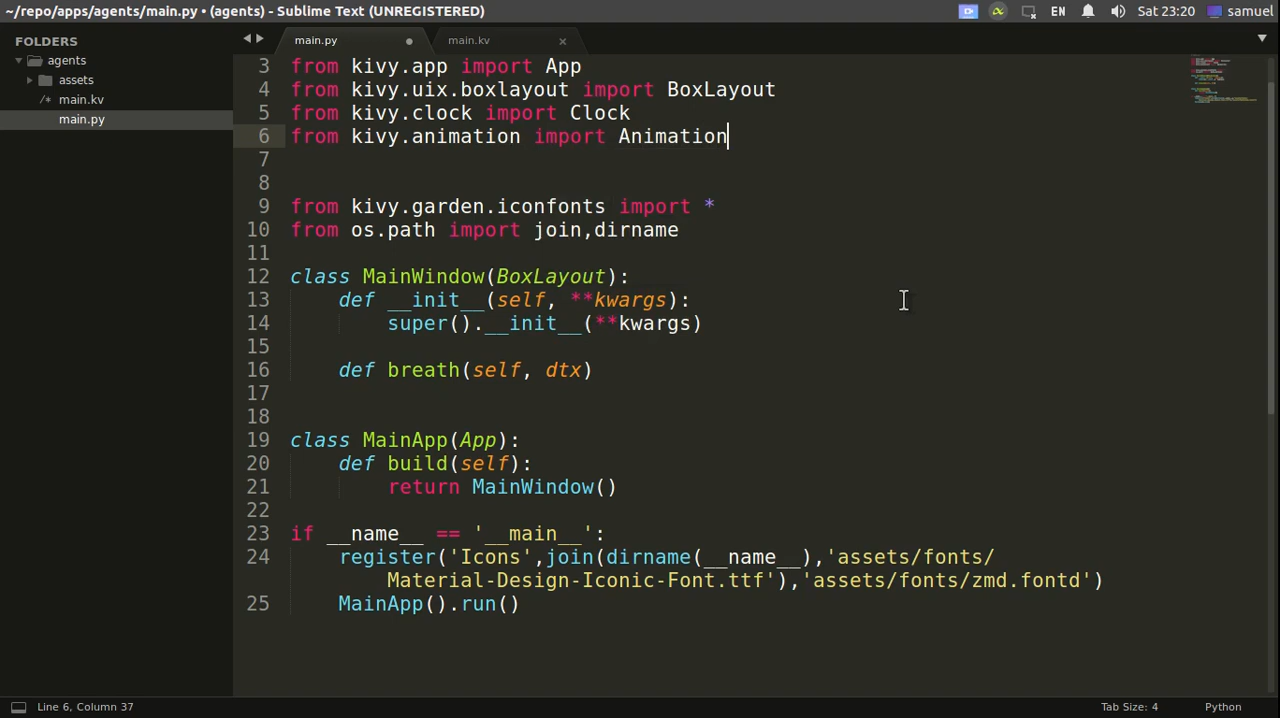 ~/repo/apps/agents/main.py • (agents) - Sublime Text (UNREGISTERED)
EN
Sat 23:20
samuel
FOLDERS
agents
assets
/* main.kv
main.py
main.py
main.kv
3 from kivy.app import App
4 from kivy.uix.boxlayout import BoxLayout
5 from kivy.clock import Clock
6 from kivy.animation import Animation
7
8
9 from kivy.garden.iconfonts import *
10 from os.path import join,dirname
11
12 class MainWindow(BoxLayout):
13     def __init__(self, **kwargs):
14         super().__init__(**kwargs)
15
16     def breath(self, dtx)
17
18
19 class MainApp(App):
20     def build(self):
21         return MainWindow()
22
23 if __name__ == '__main__':
24     register('Icons',join(dirname(__name__),'assets/fonts/
Material-Design-Iconic-Font.ttf'),'assets/fonts/zmd.fontd')
25     MainApp().run()
Line 6, Column 37
Tab Size: 4
Python